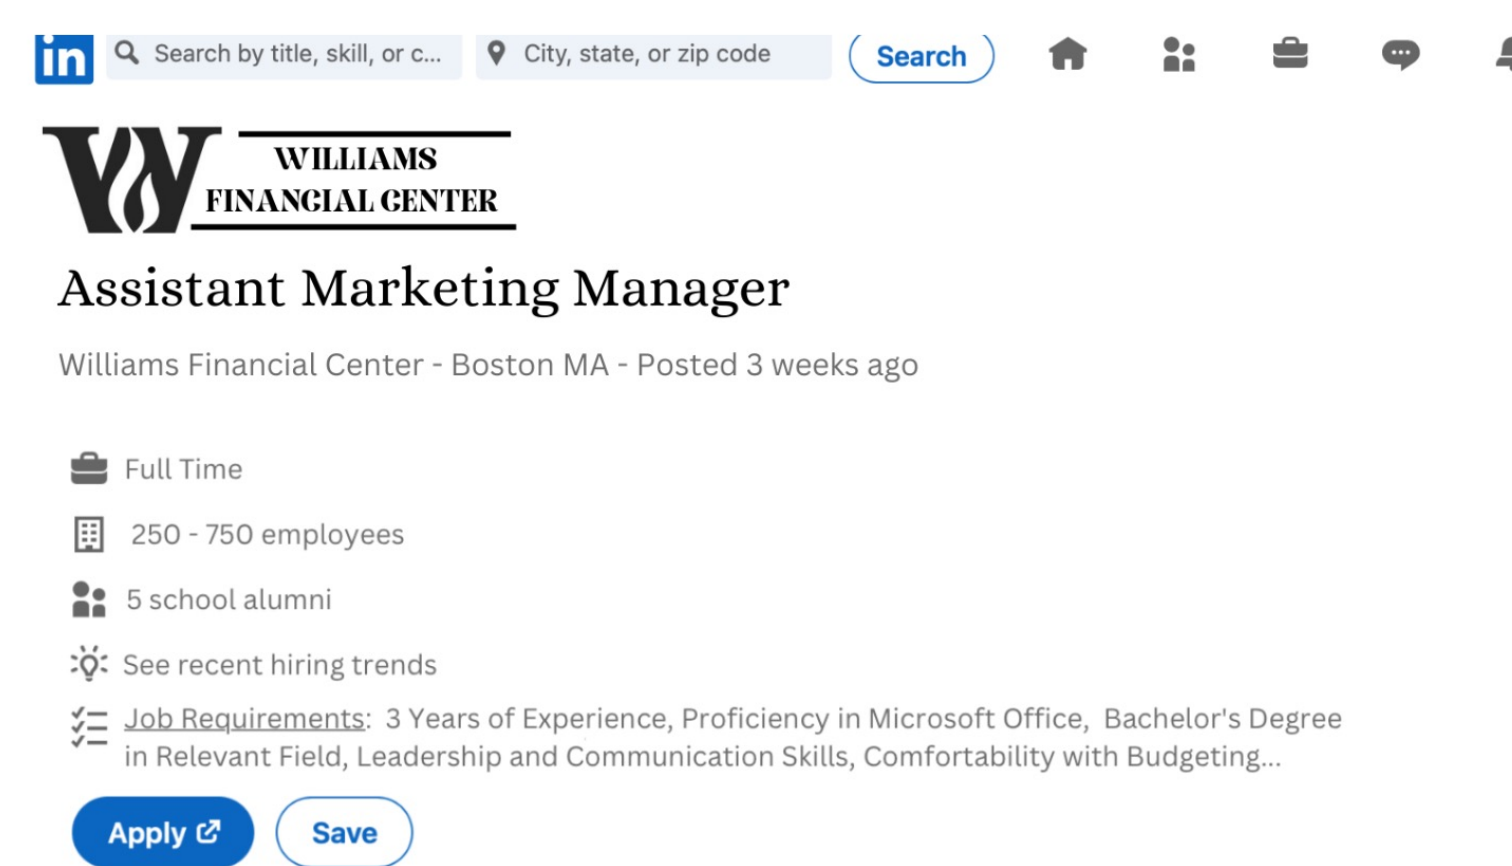 in Search by title, skill, or c... City, state, or zip code Search
W WILLIAMS
FINANCIAL CENTER
Assistant Marketing Manager
Williams Financial Center - Boston MA - Posted 3 weeks ago
Full Time
250 - 750 employees
5 school alumni
See recent hiring trends
Job Requirements: 3 Years of Experience, Proficiency in Microsoft Office, Bachelor's Degree
in Relevant Field, Leadership and Communication Skills, Comfortability with Budgeting...
Apply Save